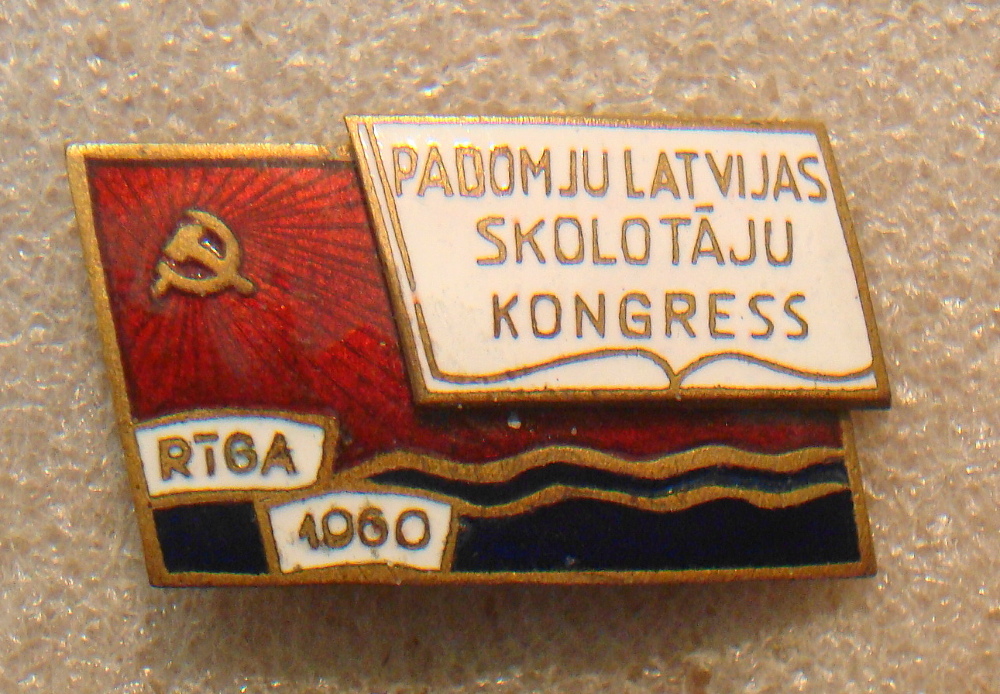 PADOMJU LATVIJAS
SKOLOTĀJU
KONGRESS
RĪGA
1960